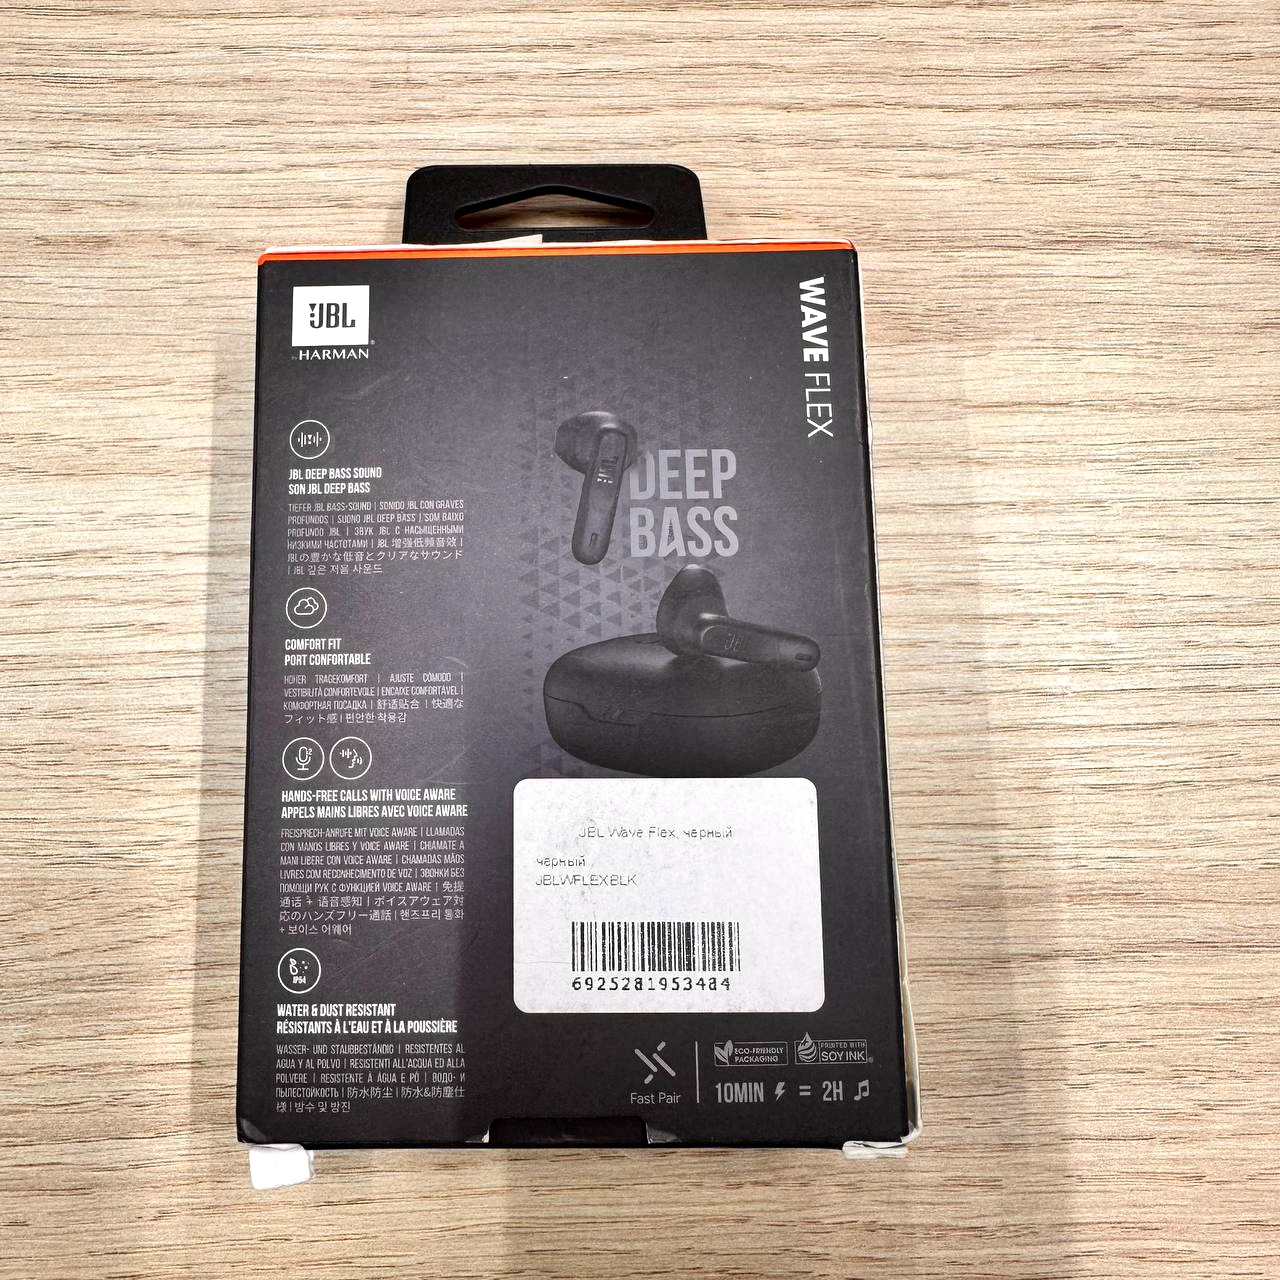 JBL
by HARMAN
WAVE FLEX
DEEP
BASS
JBL
JBL
JBL DEEP BASS SOUND
SON JBL DEEP BASS
TIEFER JBL BASS-SOUND | SONIDO JBL CON GRAVES
PROFUNDOS | SUONO JBL DEEP BASS | SOM BAIXO
PROFUNDO JBL | ЗВУК JBL С НАСЫЩЕННЫМИ
НИЗКИМИ ЧАСТОТАМИ | JBL 增强低频音效 |
JBLの豊かな低音とクリアなサウンド
| JBL 깊은 저음 사운드
COMFORT FIT
PORT CONFORTABLE
HOHER TRAGEKOMFORT | AJUSTE CÓMODO |
VESTIBILITÀ CONFORTEVOLE | ENCAIXE CONFORTÁVEL |
КОМФОРТНАЯ ПОСАДКА | 舒适贴合 | 快適な
フィット感 | 편안한 착용감
HANDS-FREE CALLS WITH VOICE AWARE
APPELS MAINS LIBRES AVEC VOICE AWARE
FREISPRECH-ANRUFE MIT VOICE AWARE | LLAMADAS
CON MANOS LIBRES Y VOICE AWARE | CHIAMATE A
MANI LIBERE CON VOICE AWARE | CHAMADAS MÃOS
LIVRES COM RECONHECIMENTO DE VOZ | ЗВОНКИ БЕЗ
ПОМОЩИ РУК С ФУНКЦИЕЙ VOICE AWARE | 免提
通话 + 语音感知 | ボイスアウェア対
応のハンズフリー通話 | 핸즈프리 통화
+ 보이스 어웨어
IP54
WATER & DUST RESISTANT
RÉSISTANTS À L'EAU ET À LA POUSSIÈRE
WASSER- UND STAUBBESTÄNDIG | RESISTENTES AL
AGUA Y AL POLVO | RESISTENTI ALL'ACQUA ED ALLA
POLVERE | RESISTENTE À ÁGUA E PÓ | ВОДО- И
ПЫЛЕСТОЙКОСТЬ | 防水防尘 | 防水&防塵仕
様 | 방수 및 방진
JBL Wave Flex, черный
черный
JBLWFLEXBLK
6925281953484
Fast Pair
ECO-FRIENDLY
PACKAGING
PRINTED WITH
SOY INK
10MIN = 2H